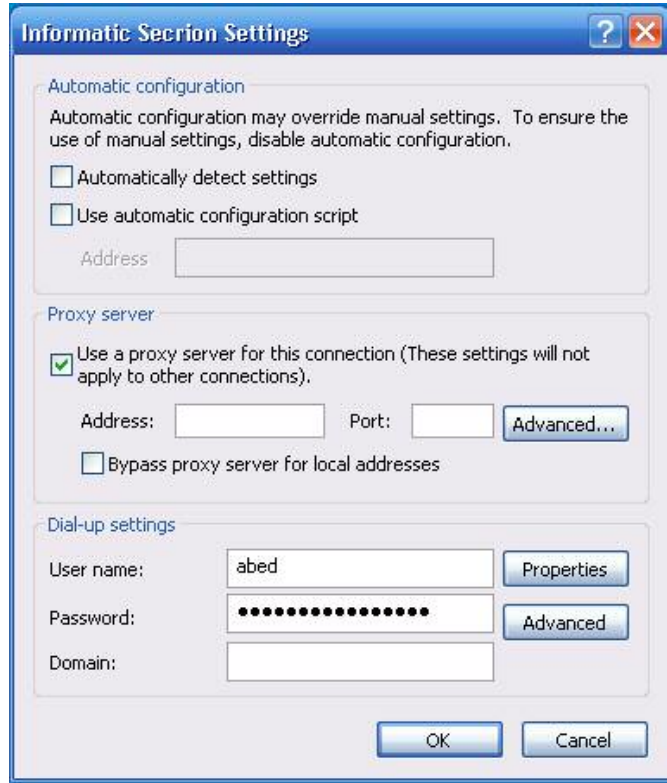 Informatic Secrion Settings
Automatic configuration
Automatic configuration may override manual settings.  To ensure the
use of manual settings, disable automatic configuration.
Automatically detect settings
Use automatic configuration script
Address
Proxy server
Use a proxy server for this connection (These settings will not
apply to other connections).
Address:
Port:
Advanced...
Bypass proxy server for local addresses
Dial-up settings
User name:
abed
Properties
Password:
••••••••••••••••
Advanced
Domain:
OK
Cancel